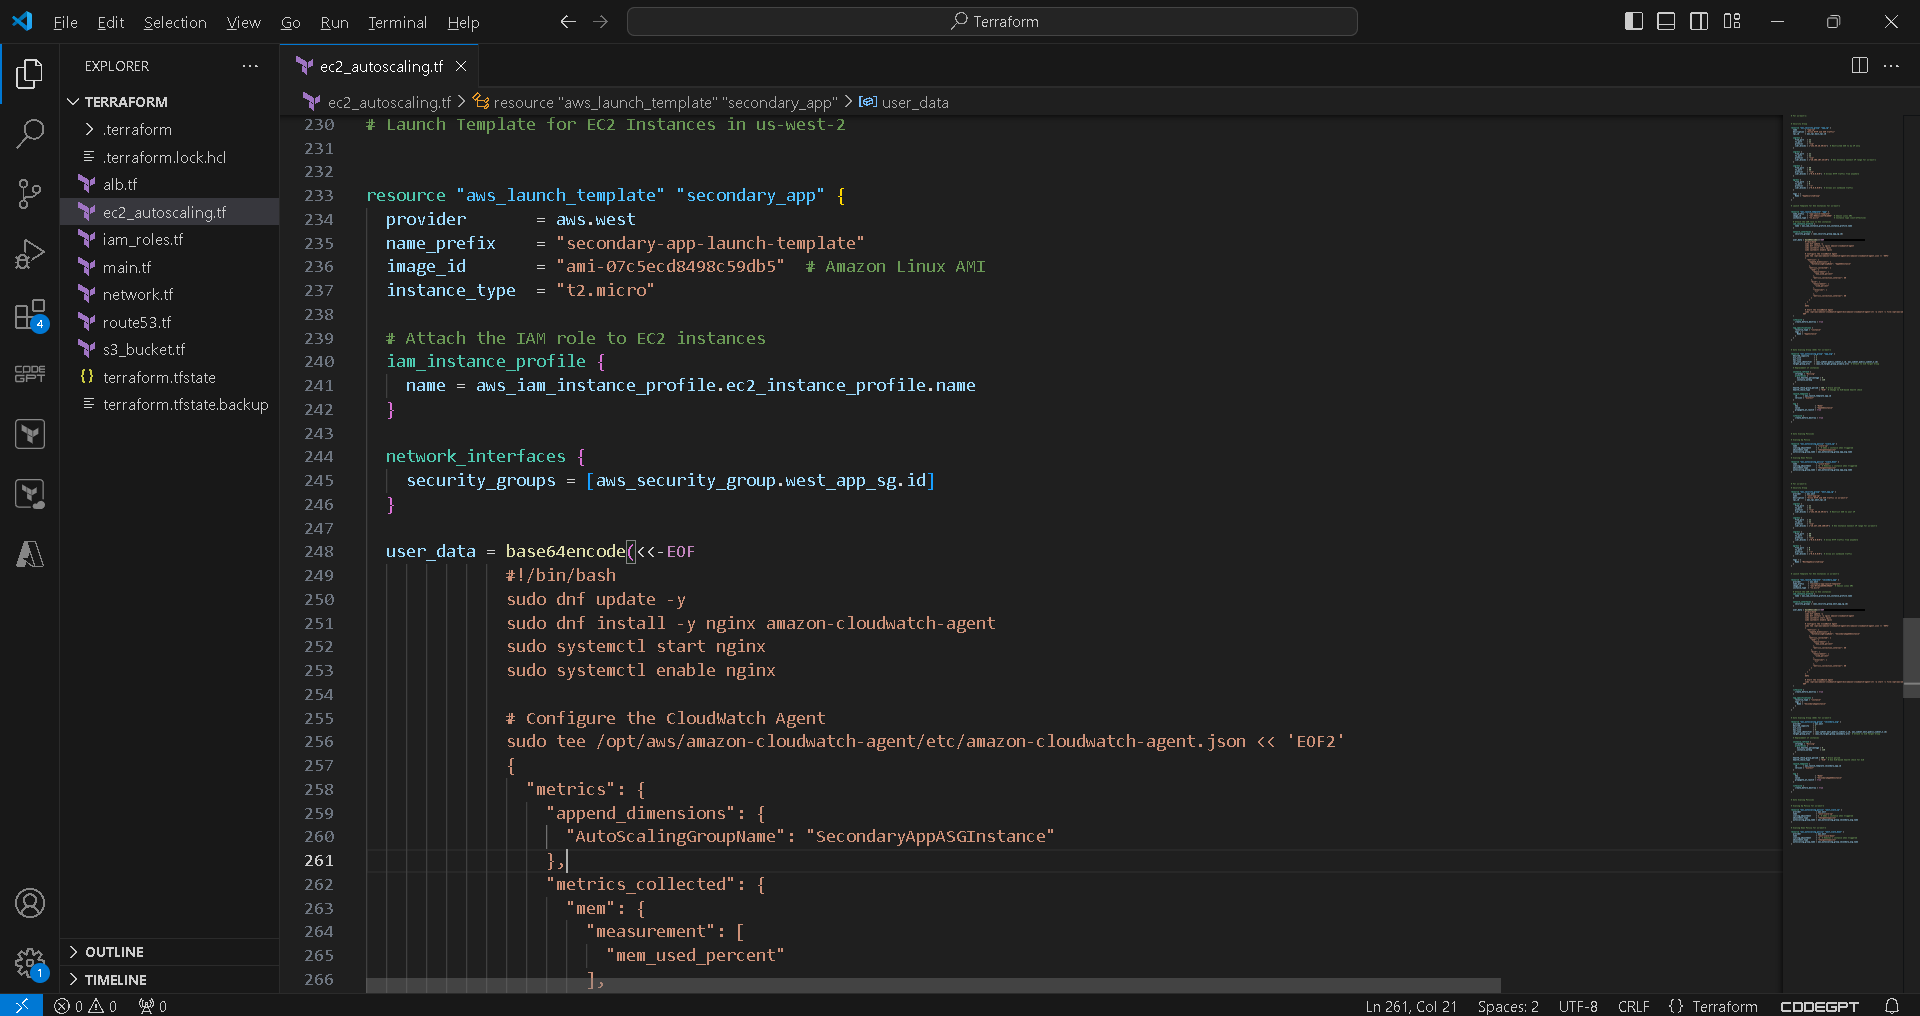 File Edit Selection View Go Run Terminal Help
Terraform
EXPLORER
TERRAFORM
.terraform
.terraform.lock.hcl
alb.tf
ec2_autoscaling.tf
iam_roles.tf
main.tf
network.tf
route53.tf
s3_bucket.tf
terraform.tfstate
terraform.tfstate.backup
OUTLINE
TIMELINE
4
CODE
GPT
1
ec2_autoscaling.tf
ec2_autoscaling.tf > resource "aws_launch_template" "secondary_app" > user_data
230 # Launch Template for EC2 Instances in us-west-2
231
232
233 resource "aws_launch_template" "secondary_app" {
234 provider = aws.west
235 name_prefix = "secondary-app-launch-template"
236 image_id = "ami-07c5ecd8498c59db5" # Amazon Linux AMI
237 instance_type = "t2.micro"
238
239 # Attach the IAM role to EC2 instances
240 iam_instance_profile {
241 name = aws_iam_instance_profile.ec2_instance_profile.name
242 }
243
244 network_interfaces {
245 security_groups = [aws_security_group.west_app_sg.id]
246 }
247
248 user_data = base64encode(<<-EOF
249 #!/bin/bash
250 sudo dnf update -y
251 sudo dnf install -y nginx amazon-cloudwatch-agent
252 sudo systemctl start nginx
253 sudo systemctl enable nginx
254
255 # Configure the CloudWatch Agent
256 sudo tee /opt/aws/amazon-cloudwatch-agent/etc/amazon-cloudwatch-agent.json << 'EOF2'
257 {
258 "metrics": {
259 "append_dimensions": {
260 "AutoScalingGroupName": "SecondaryAppASGInstance"
261 },
262 "metrics_collected": {
263 "mem": {
264 "measurement": [
265 "mem_used_percent"
266 ],
0 0 0
Ln 261, Col 21 Spaces: 2 UTF-8 CRLF {} Terraform CODEGPT